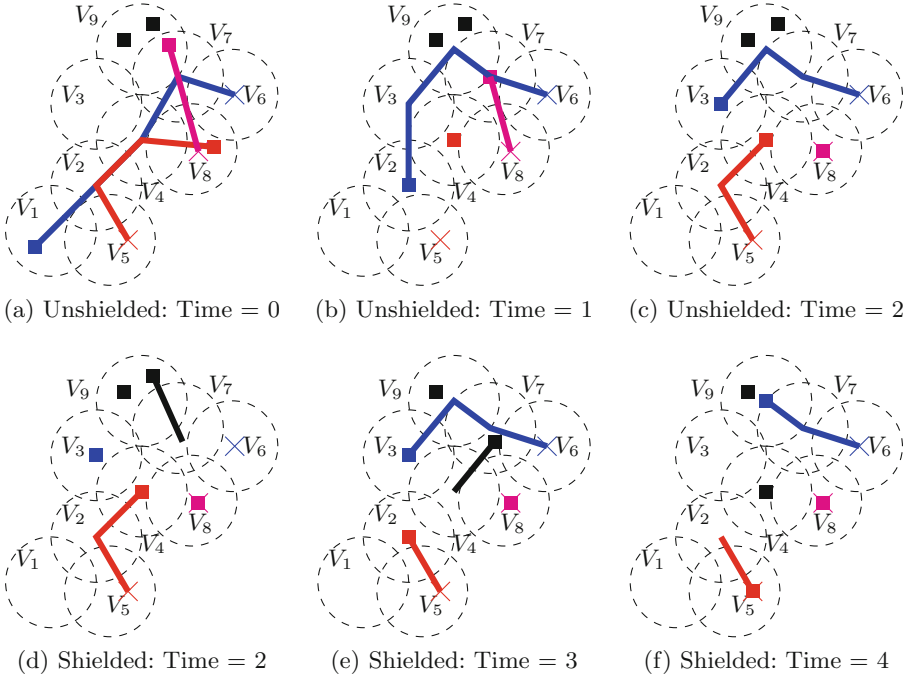 V9
V7
V3
V6
V2
V8
V4
V1
V5
(a) Unshielded: Time = 0
V9
V7
V3
V6
V2
V8
V4
V1
V5
(b) Unshielded: Time = 1
V9
V7
V3
V6
V2
V8
V4
V1
V5
(c) Unshielded: Time = 2
V9
V7
V3
V6
V2
V8
V4
V1
V5
(d) Shielded: Time = 2
V9
V7
V3
V6
V2
V8
V4
V1
V5
(e) Shielded: Time = 3
V9
V7
V3
V6
V2
V8
V4
V1
V5
(f) Shielded: Time = 4